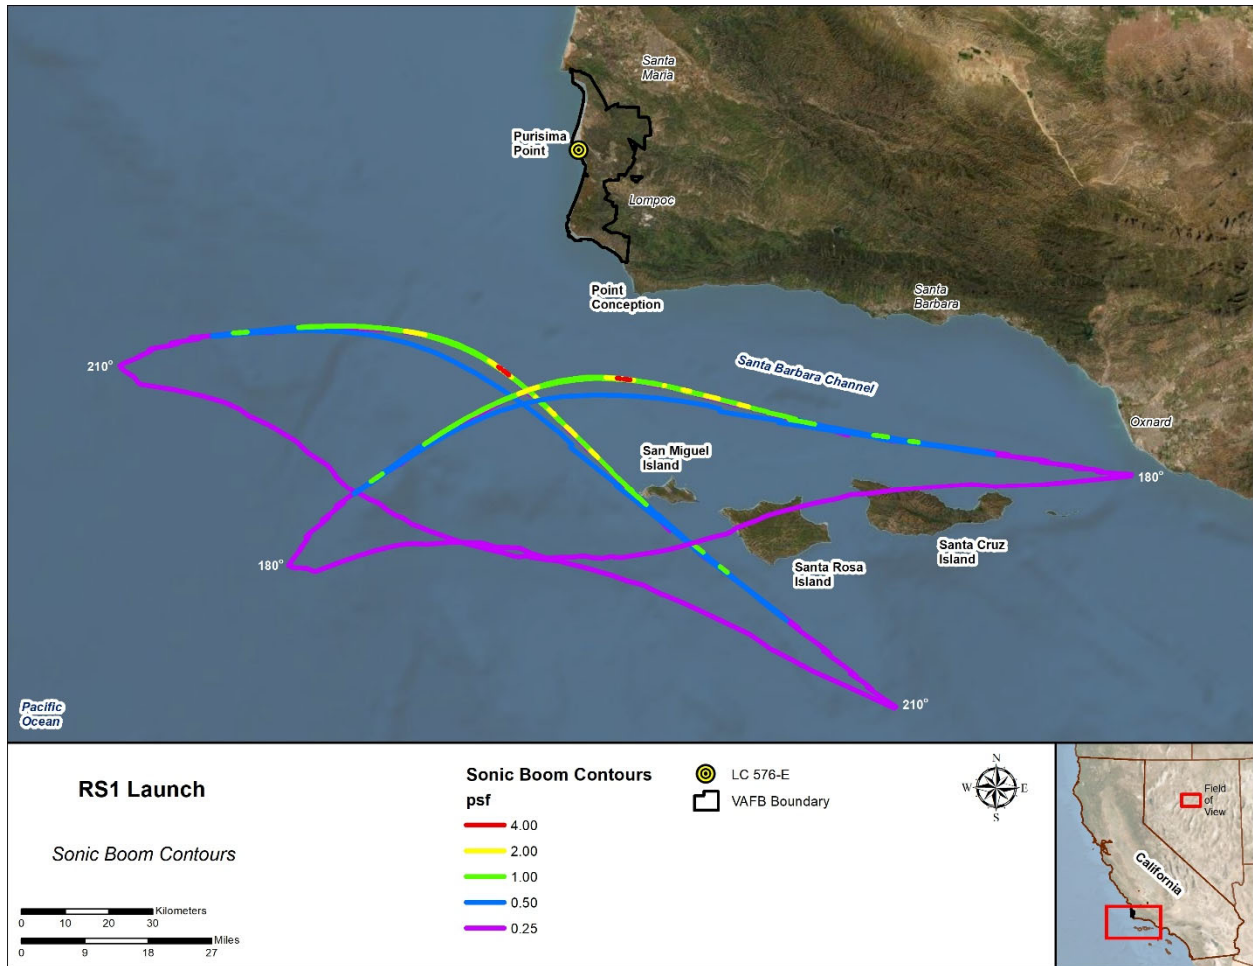 Santa
Maria
Purisima
Point
Lompoc
Point
Conception
Santa
Barbara
210°
Santa Barbara Channel
Oxnard
San Miguel
Island
180°
180°
Santa Cruz
Island
Santa Rosa
Island
210°
Pacific
Ocean
RS1 Launch
Sonic Boom Contours
Kilometers
0 10 20 30
Miles
0 9 18 27
Sonic Boom Contours
psf
4.00
2.00
1.00
0.50
0.25
LC 576-E
VAFB Boundary
N
W E
S
Field
of
View
California